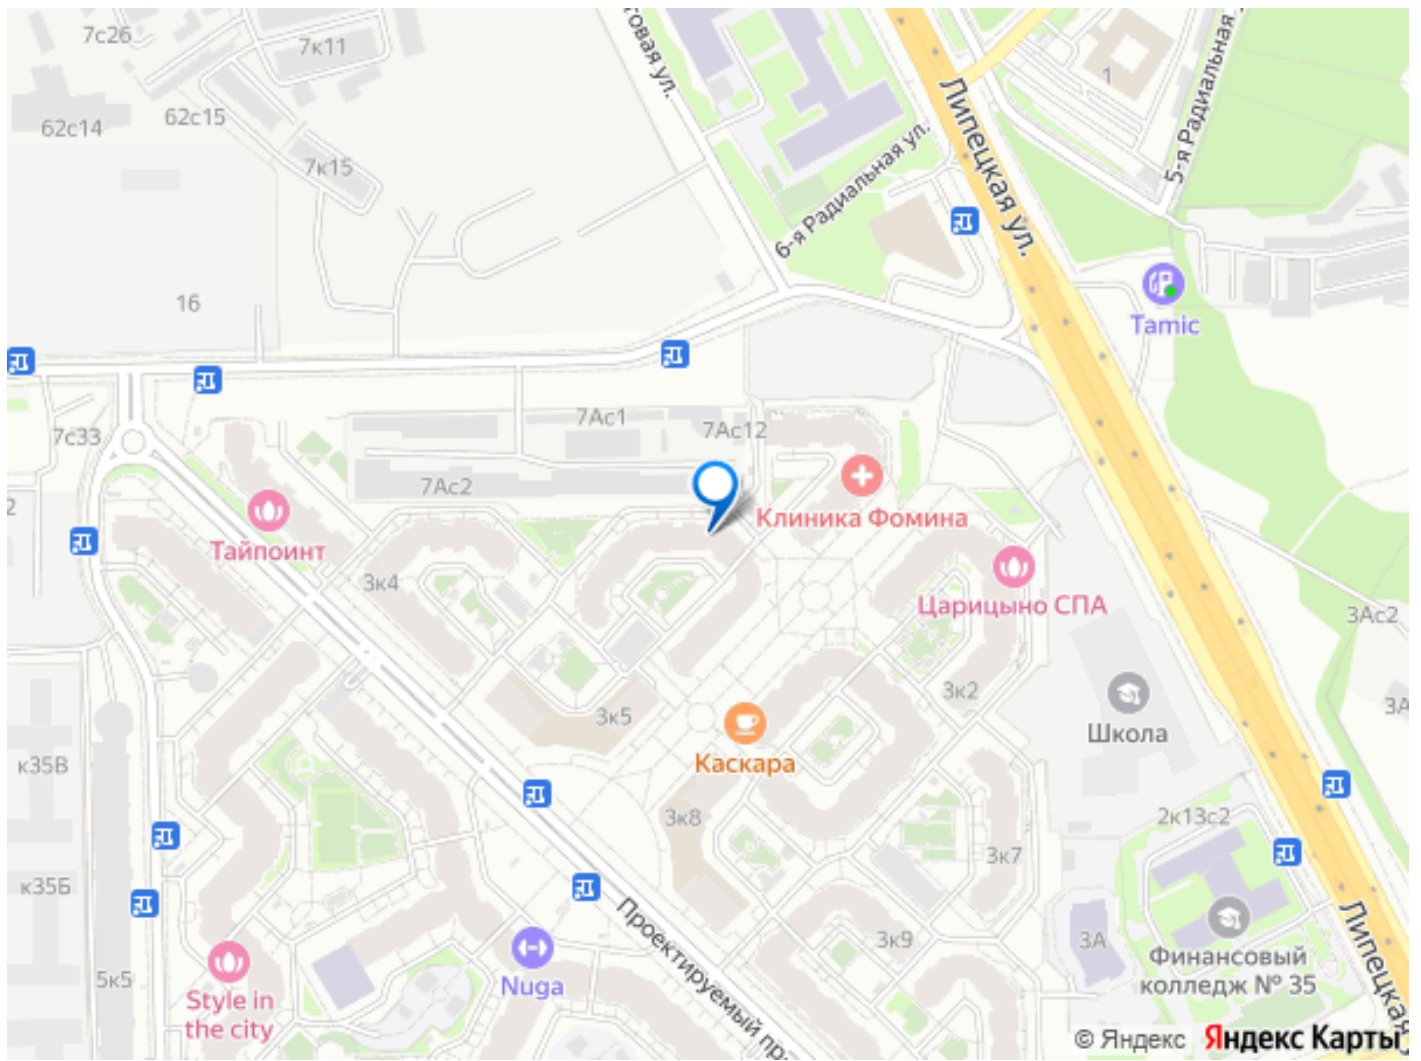 7с26
7к11
62с14
62с15
7к15
товая ул.
6-я Радиальная ул.
Липецкая ул.
1
5-я Радиальная
Tamic
16
7с33
7Ас1
7Ас12
7Ас2
2
Клиника Фомина
Тайпоинт
3к4
Царицыно СПА
3Ас2
3к5
3к2
3А
Школа
Каскара
к35В
3к8
2к13с2
3к7
к35Б
Проектируемый пр-
3к9
3А
Липецкая
Финансовый
колледж № 35
5к5
Nuga
Style in
the city
© Яндекс Яндекс Карты